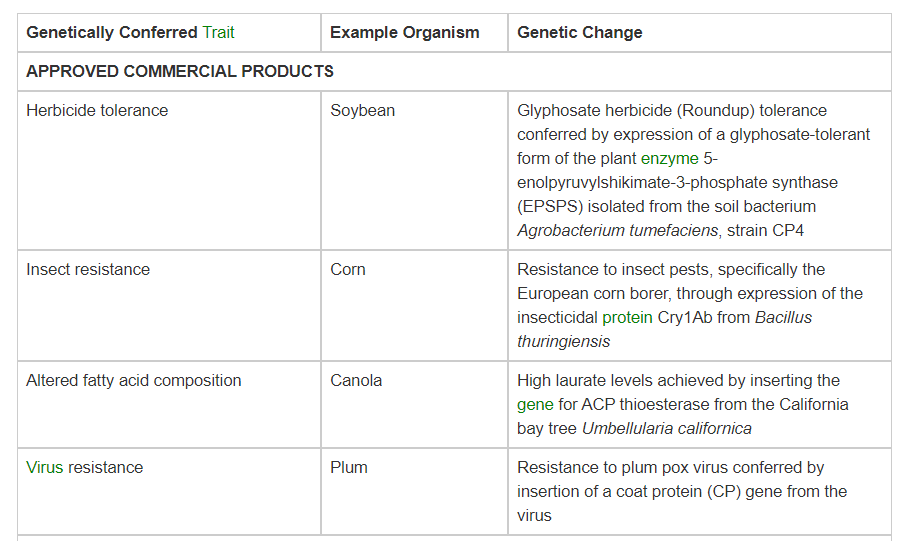 Genetically Conferred Trait
Example Organism
Genetic Change
APPROVED COMMERCIAL PRODUCTS
Herbicide tolerance
Soybean
Glyphosate herbicide (Roundup) tolerance
conferred by expression of a glyphosate-tolerant
form of the plant enzyme 5-
enolpyruvylshikimate-3-phosphate synthase
(EPSPS) isolated from the soil bacterium
Agrobacterium tumefaciens, strain CP4
Insect resistance
Corn
Resistance to insect pests, specifically the
European corn borer, through expression of the
insecticidal protein Cry1Ab from Bacillus
thuringiensis
Altered fatty acid composition
Canola
High laurate levels achieved by inserting the
gene for ACP thioesterase from the California
bay tree Umbellularia californica
Virus resistance
Plum
Resistance to plum pox virus conferred by
insertion of a coat protein (CP) gene from the
virus